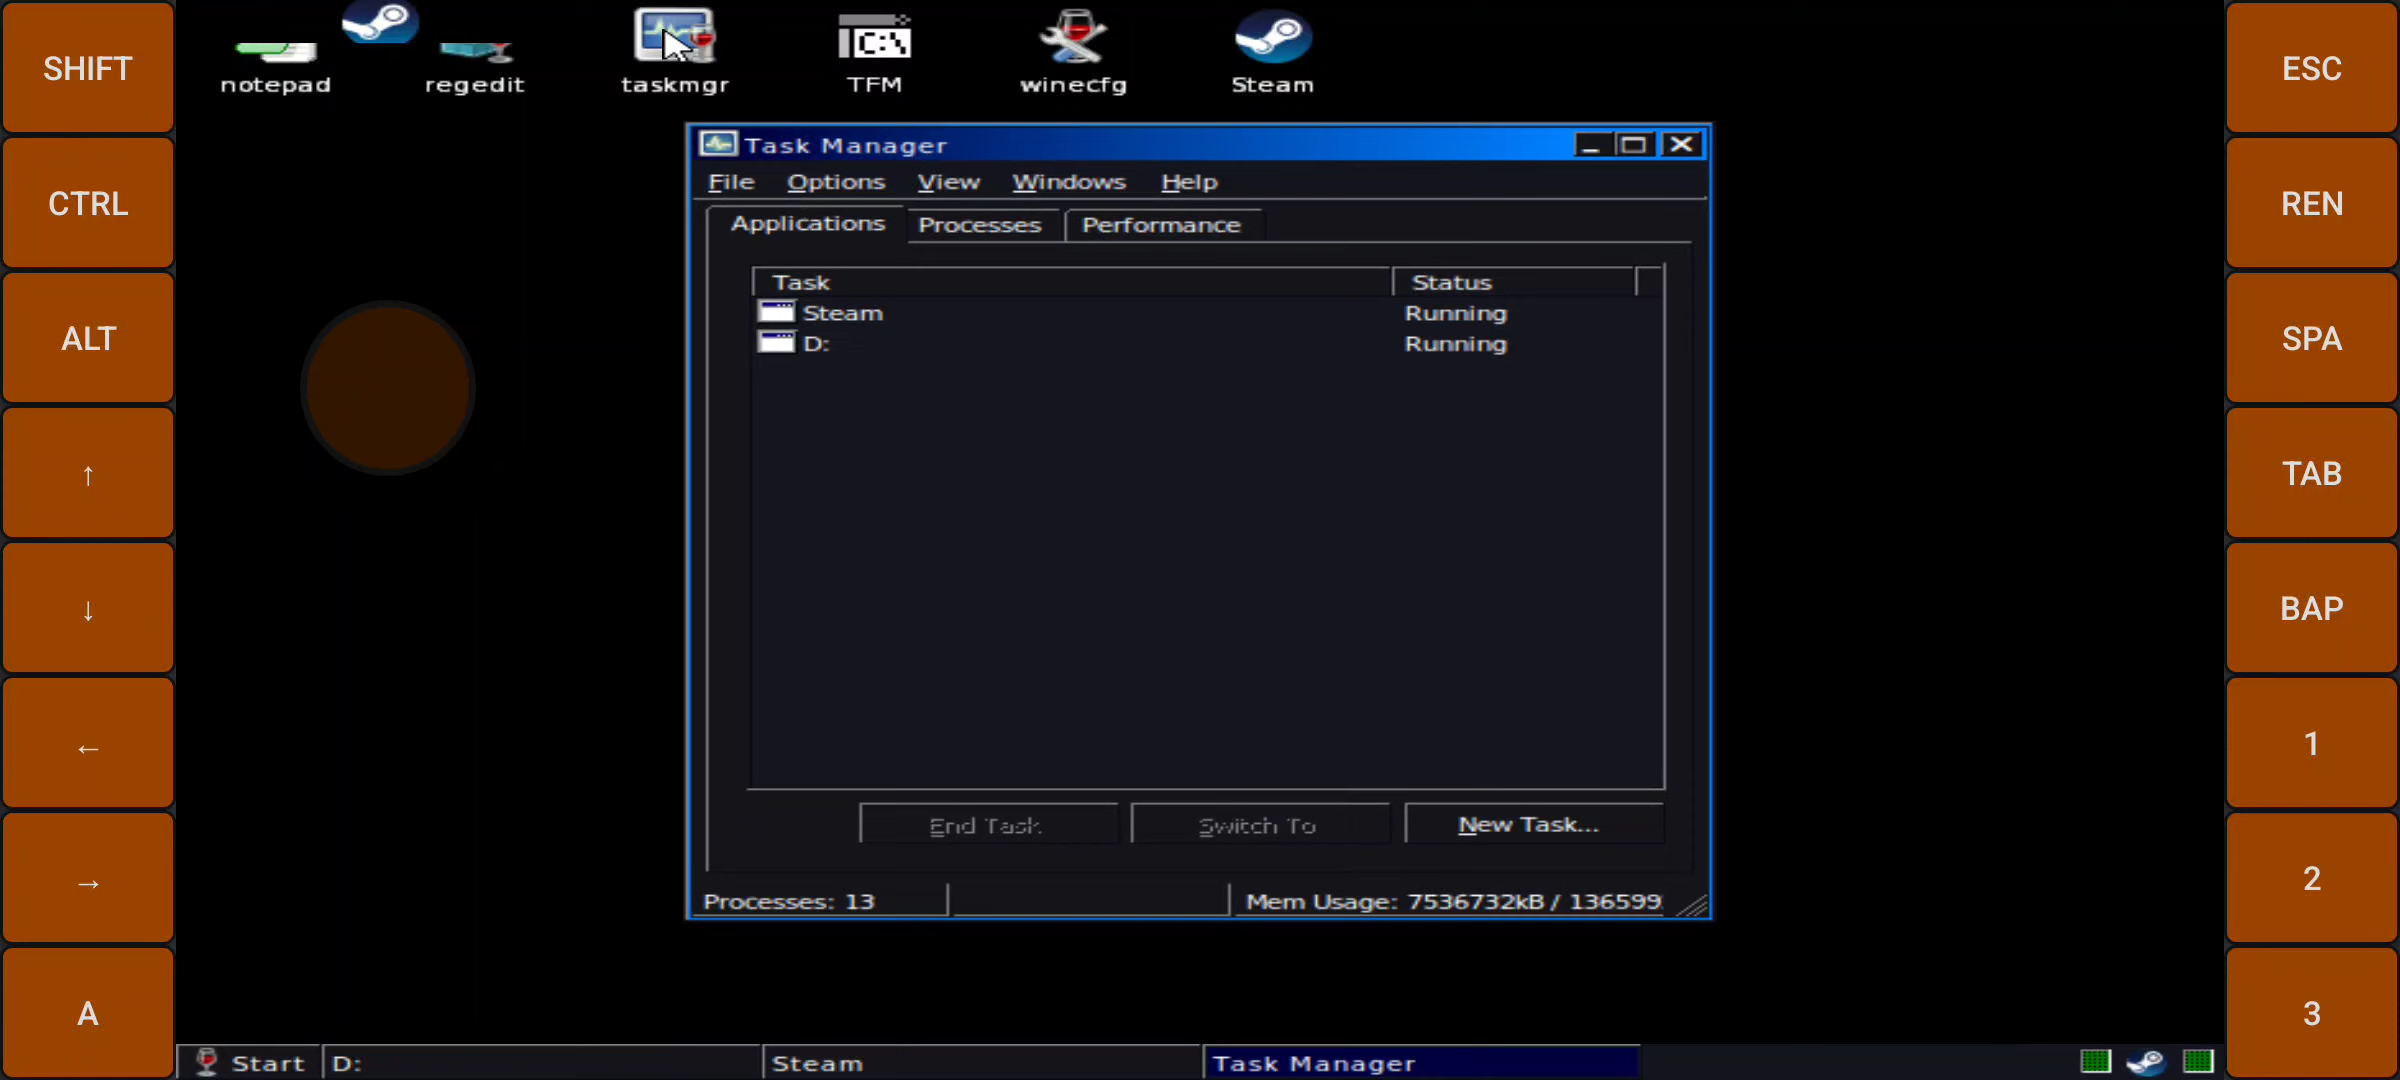 SHIFT
CTRL
ALT
↑
↓
←
→
A
notepad
regedit
taskmgr
C:\
TFM
winecfg
Steam
Task Manager
File Options View Windows Help
Applications Processes Performance
Task Status
Steam Running
D: Running
End Task Switch To New Task...
Processes: 13 Mem Usage: 7536732kB / 136599
Start D: Steam Task Manager
ESC
REN
SPA
TAB
BAP
1
2
3